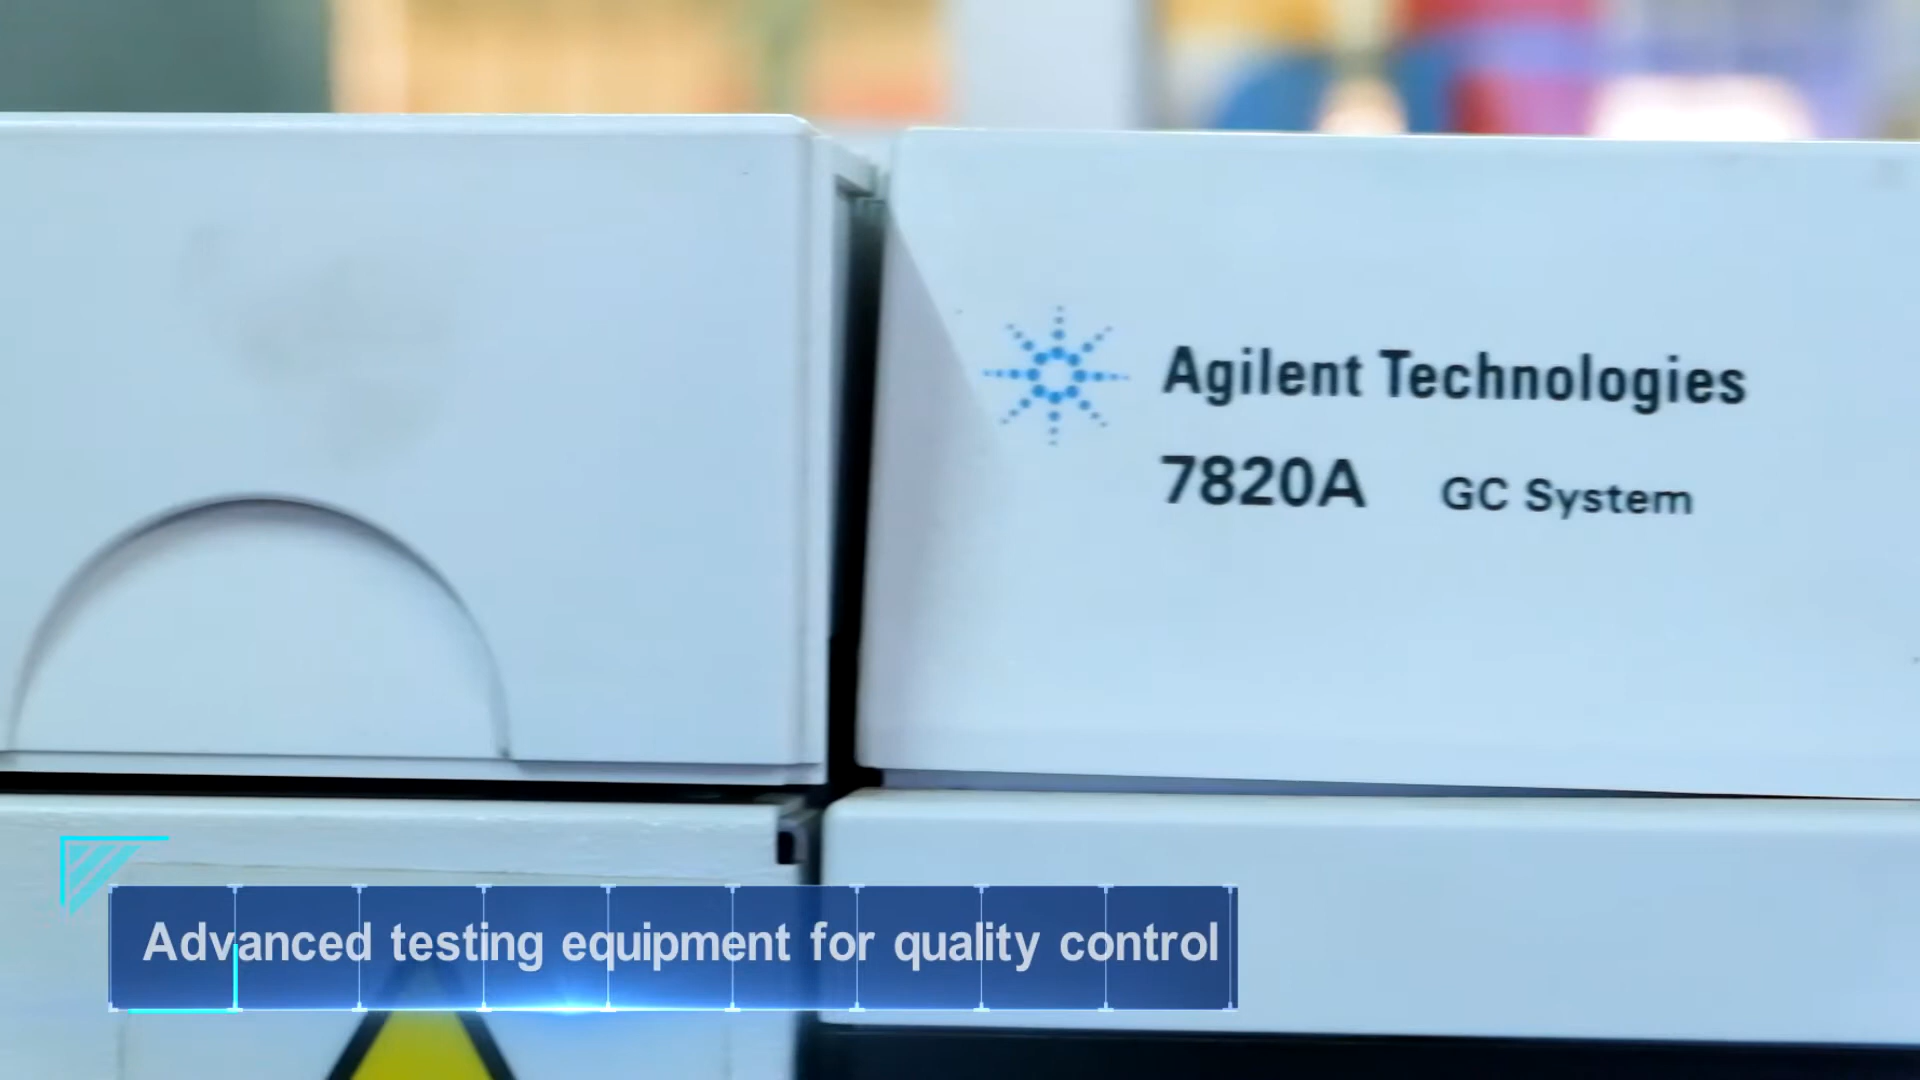 Agilent Technologies
7820A GC System
Advanced testing equipment for quality control